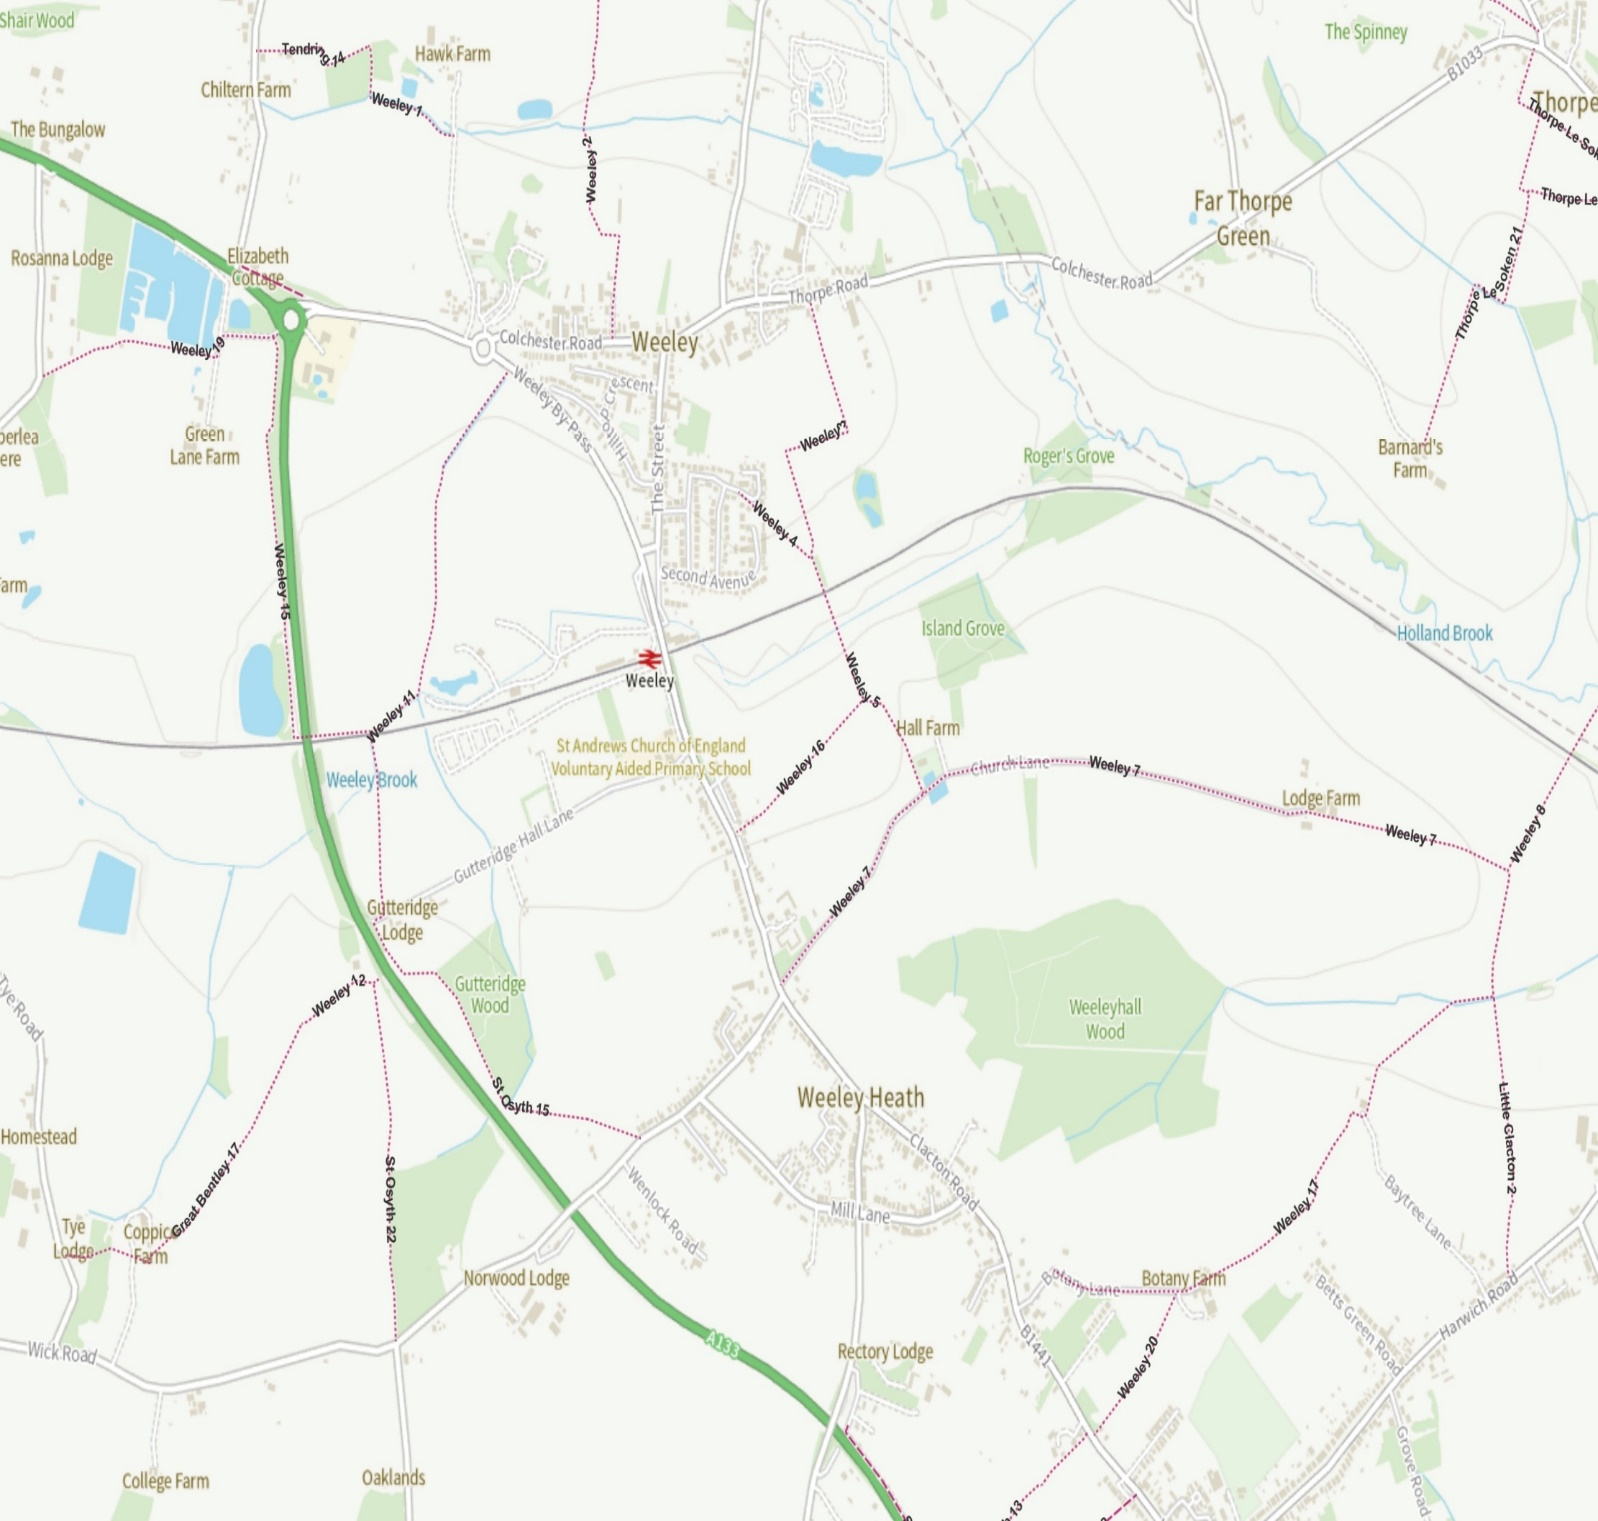 Shair Wood
The Spinney
Tendring 14
Hawk Farm
B1033
Chiltern Farm
Weeley 1
Thorpe
Thorpe Le Sok
The Bungalow
Weeley 2
Thorpe Le
Far Thorpe
Green
Rosanna Lodge
Elizabeth
Cottage
Colchester Road
Thorpe Road
Thorpe Le Soken 21
Weeley 19
Colchester Road
Weeley
Weeley By-Pass
Hilltop Crescent
The Street
Weeley 3
perlea
ere
Green
Lane Farm
Barnard's
Farm
Roger's Grove
Weeley 4
Second Avenue
Weeley 15
arm
Island Grove
Holland Brook
Weeley
Weeley 5
Weeley 11
Hall Farm
St Andrews Church of England
Voluntary Aided Primary School
Weeley 16
Church Lane
Weeley 7
Weeley Brook
Lodge Farm
Weeley 7
Weeley 8
Gutteridge Hall Lane
Weeley 7
Gutteridge
Lodge
Weeley 12
Gutteridge
Wood
Weeleyhall
Wood
Tye Road
St Osyth 15
Weeley Heath
Little Clacton 2
Homestead
Great Bentley 17
St Osyth 22
Wenlock Road
Clacton Road
Mill Lane
Weeley 17
Baytree Lane
Tye
Lodge
Coppice
Farm
Norwood Lodge
Botany Lane
Botany Farm
Betts Green Road
Harwich Road
Wick Road
A133
Rectory Lodge
B1441
Weeley 20
Grove Road
College Farm
Oaklands
13